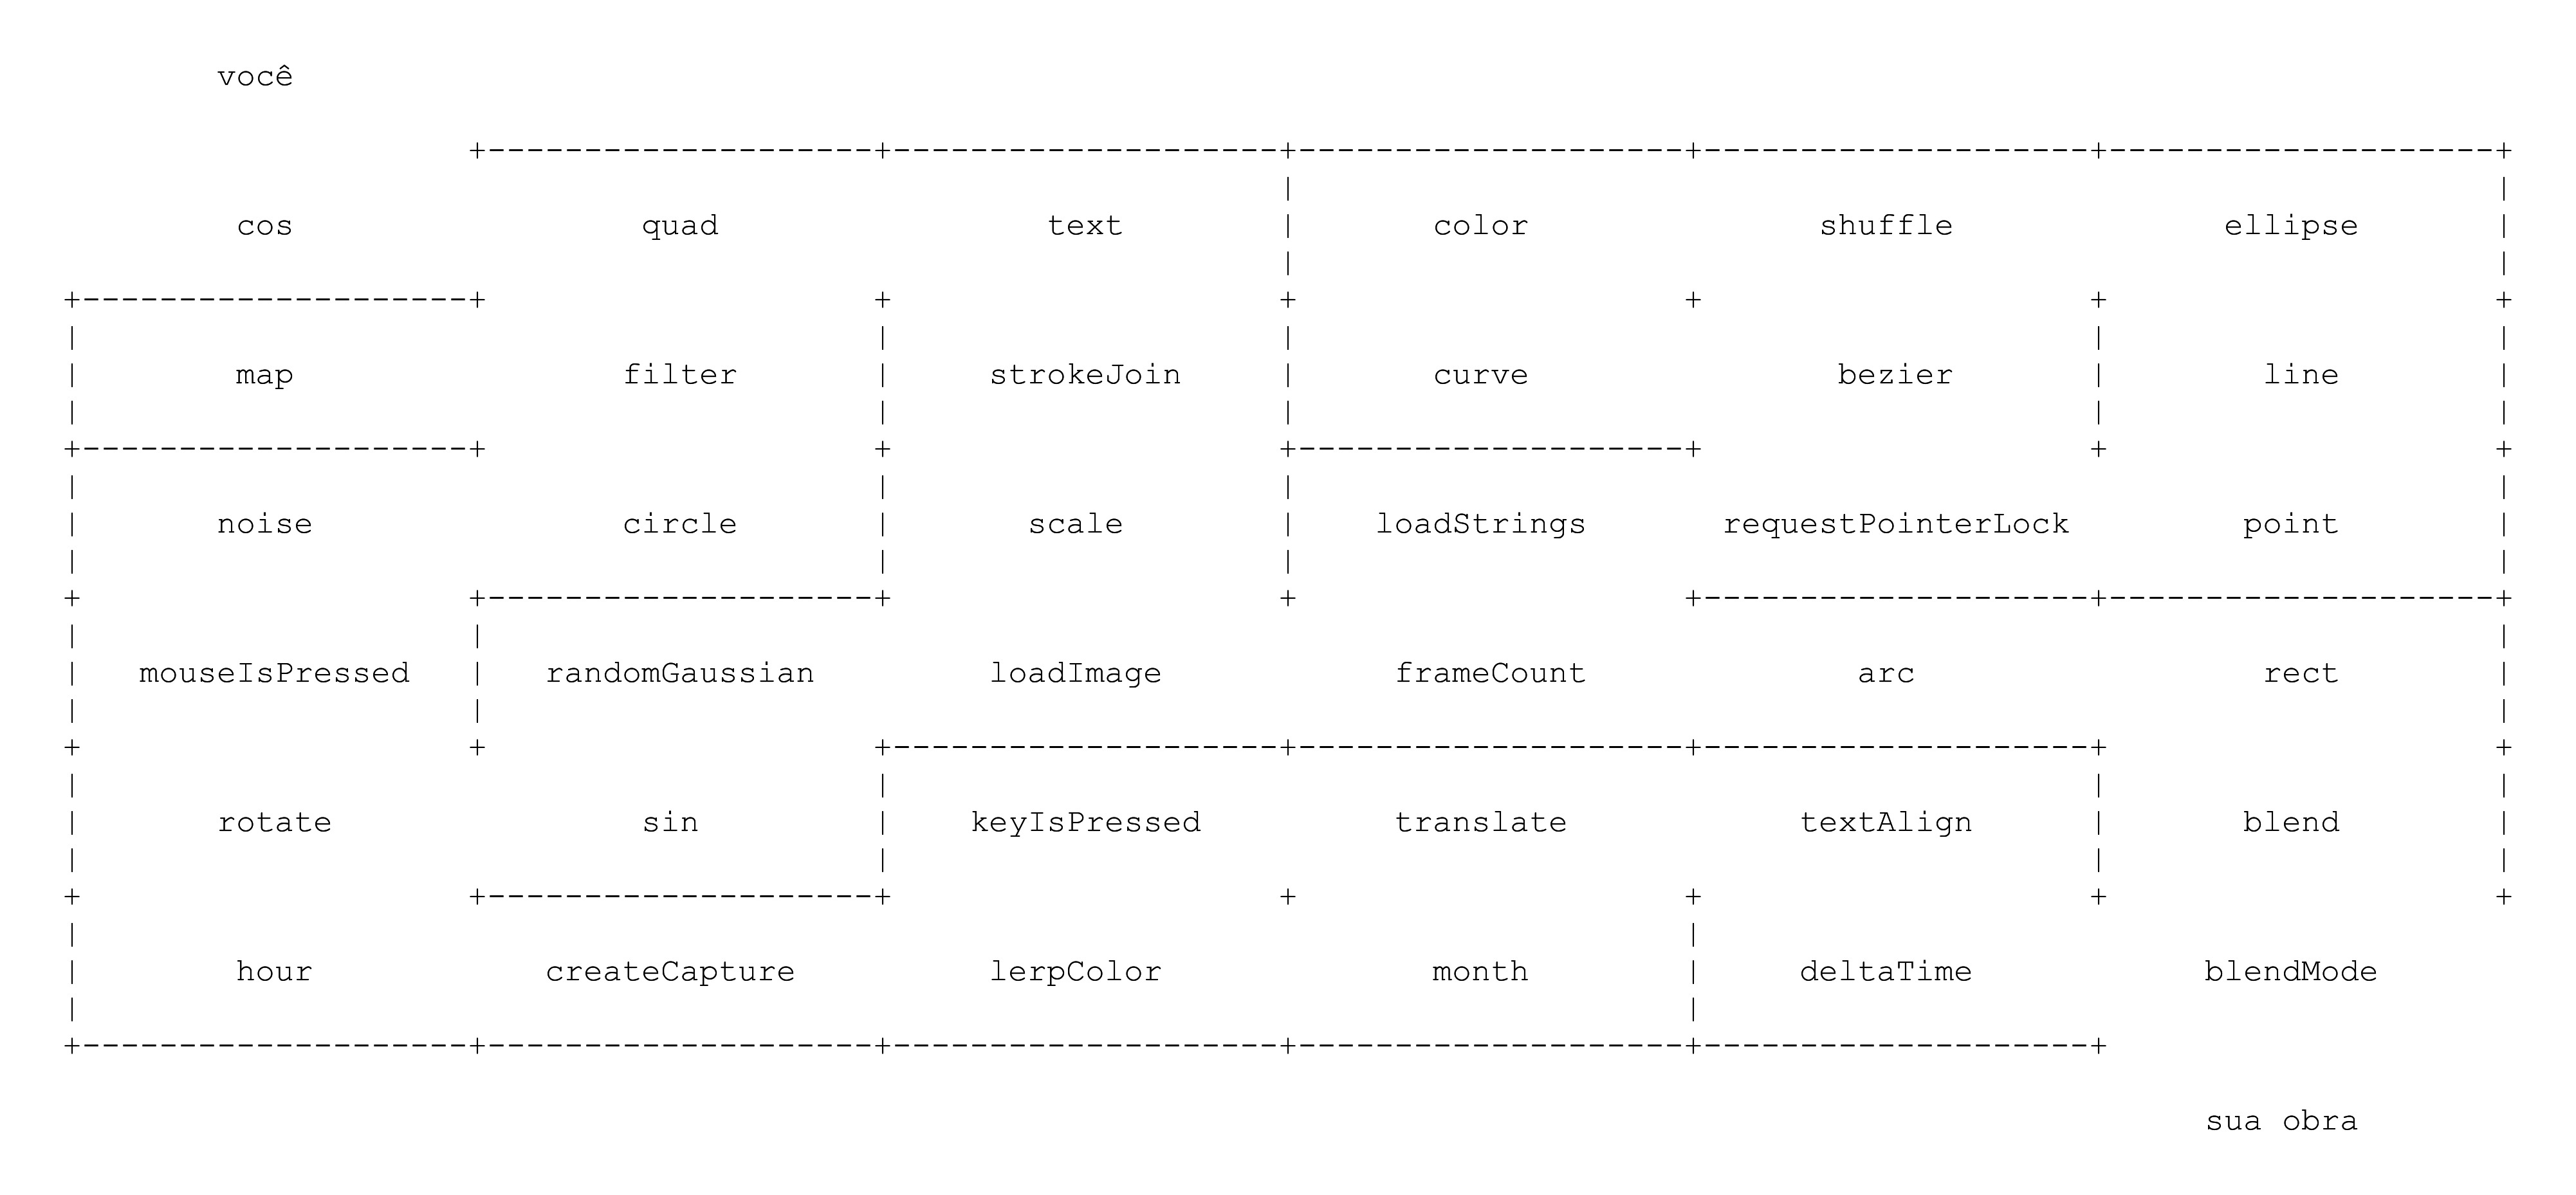 você
cos quad text color shuffle ellipse
map filter strokeJoin curve bezier line
noise circle scale loadStrings requestPointerLock point
mouseIsPressed randomGaussian loadImage frameCount arc rect
rotate sin keyIsPressed translate textAlign blend
hour createCapture lerpColor month deltaTime blendMode
sua obra